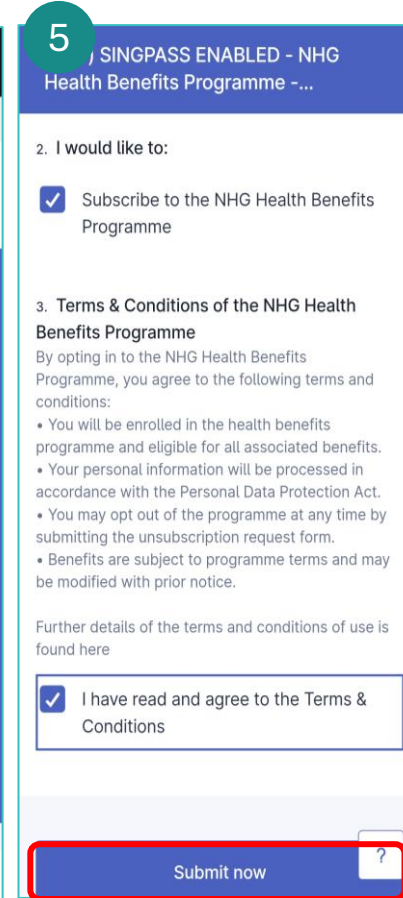 5
) SINGPASS ENABLED - NHG
Health Benefits Programme -...
2. I would like to:
Subscribe to the NHG Health Benefits
Programme
3. Terms & Conditions of the NHG Health
Benefits Programme
By opting in to the NHG Health Benefits
Programme, you agree to the following terms and
conditions:
• You will be enrolled in the health benefits
programme and eligible for all associated benefits.
• Your personal information will be processed in
accordance with the Personal Data Protection Act.
• You may opt out of the programme at any time by
submitting the unsubscription request form.
• Benefits are subject to programme terms and may
be modified with prior notice.
Further details of the terms and conditions of use is
found here
I have read and agree to the Terms &
Conditions
?
Submit now